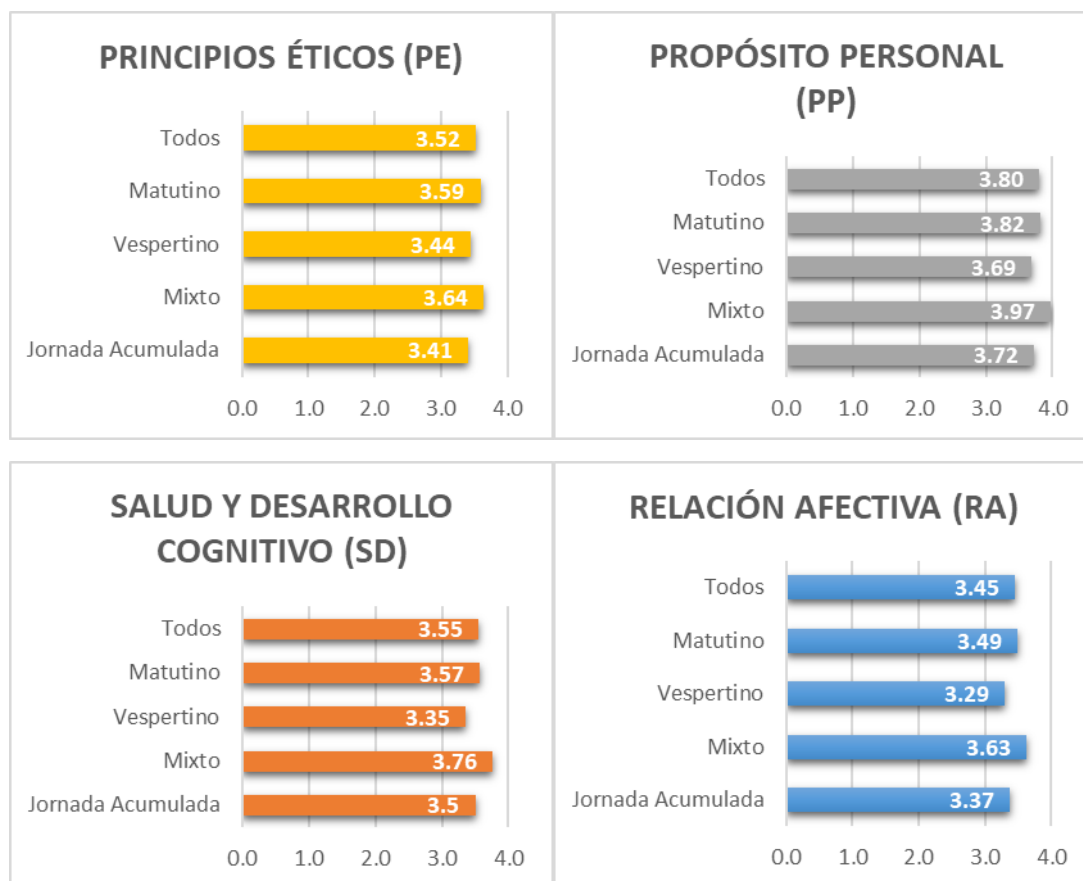 PRINCIPIOS ÉTICOS (PE)
Todos 3.52
Matutino 3.59
Vespertino 3.44
Mixto 3.64
Jornada Acumulada 3.41
0.0 1.0 2.0 3.0 4.0
PROPÓSITO PERSONAL
(PP)
Todos 3.80
Matutino 3.82
Vespertino 3.69
Mixto 3.97
Jornada Acumulada 3.72
0.0 1.0 2.0 3.0 4.0
SALUD Y DESARROLLO
COGNITIVO (SD)
Todos 3.55
Matutino 3.57
Vespertino 3.35
Mixto 3.76
Jornada Acumulada 3.5
0.0 1.0 2.0 3.0 4.0
RELACIÓN AFECTIVA (RA)
Todos 3.45
Matutino 3.49
Vespertino 3.29
Mixto 3.63
Jornada Acumulada 3.37
0.0 1.0 2.0 3.0 4.0